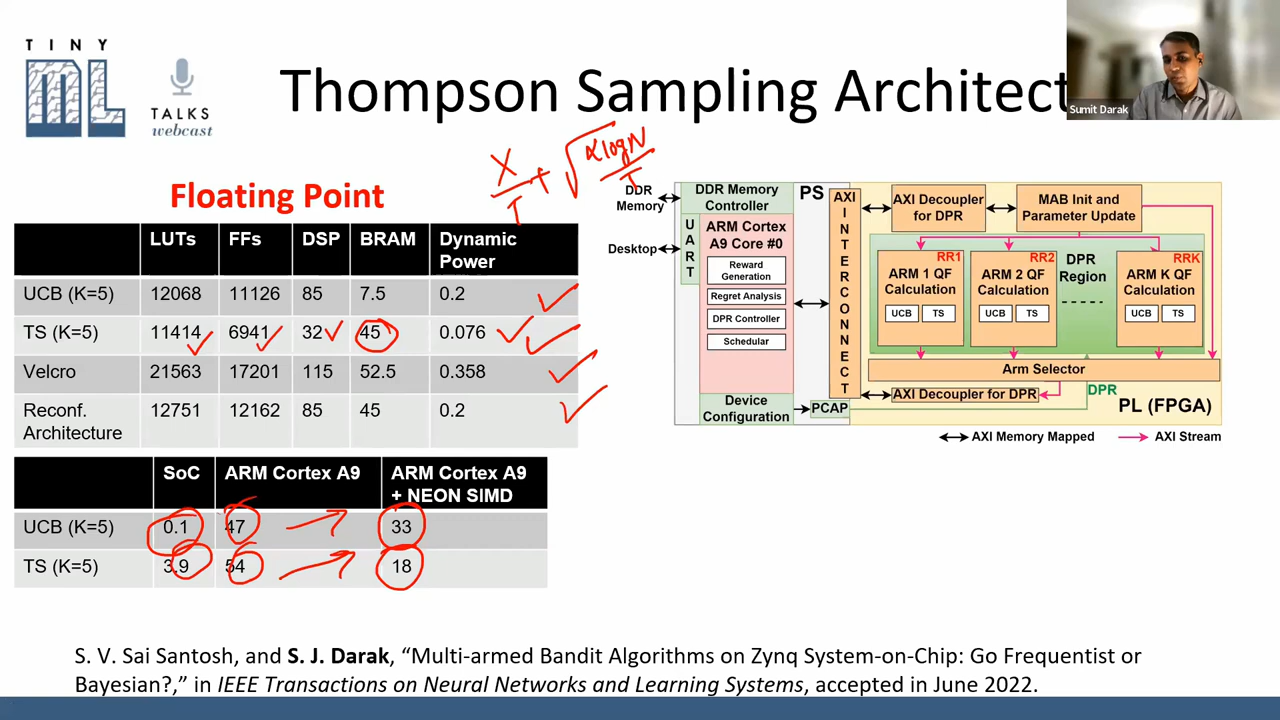 TINY
ML
TALKS
webcast
Thompson Sampling Architect
Sumit Darak
X/T + √(α log N / T)
Floating Point
LUTs FFs DSP BRAM Dynamic Power
UCB (K=5) 12068 11126 85 7.5 0.2
TS (K=5) 11414 6941 32 45 0.076
Velcro 21563 17201 115 52.5 0.358
Reconf. Architecture 12751 12162 85 45 0.2
SoC ARM Cortex A9 ARM Cortex A9 + NEON SIMD
UCB (K=5) 0.1 47 33
TS (K=5) 3.9 54 18
DDR Memory
Desktop
DDR Memory Controller
PS
UART
ARM Cortex A9 Core #0
Reward Generation
Regret Analysis
DPR Controller
Schedular
Device Configuration
PCAP
AXI INTERCONNECT
AXI Decoupler for DPR
MAB Init and Parameter Update
RR1
ARM 1 QF Calculation
UCB TS
RR2
ARM 2 QF Calculation
UCB TS
DPR Region
RRK
ARM K QF Calculation
UCB TS
Arm Selector
AXI Decoupler for DPR
DPR
PL (FPGA)
AXI Memory Mapped
AXI Stream
S. V. Sai Santosh, and S. J. Darak, “Multi-armed Bandit Algorithms on Zynq System-on-Chip: Go Frequentist or
Bayesian?,” in IEEE Transactions on Neural Networks and Learning Systems, accepted in June 2022.